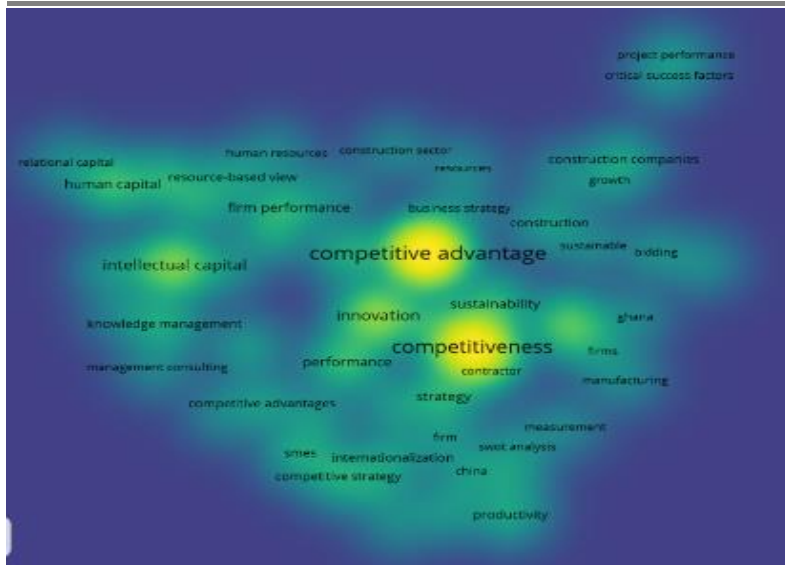 project performance
critical success factors
human resources
construction sector
relational capital
resources
construction companies
human capital
resource-based view
growth
firm performance
business strategy
construction
competitive advantage
sustainable
bidding
intellectual capital
sustainability
innovation
ghana
knowledge management
competitiveness
firms
performance
management consulting
contractor
manufacturing
strategy
competitive advantages
measurement
firm
swot analysis
smes
internationalization
china
competitive strategy
productivity